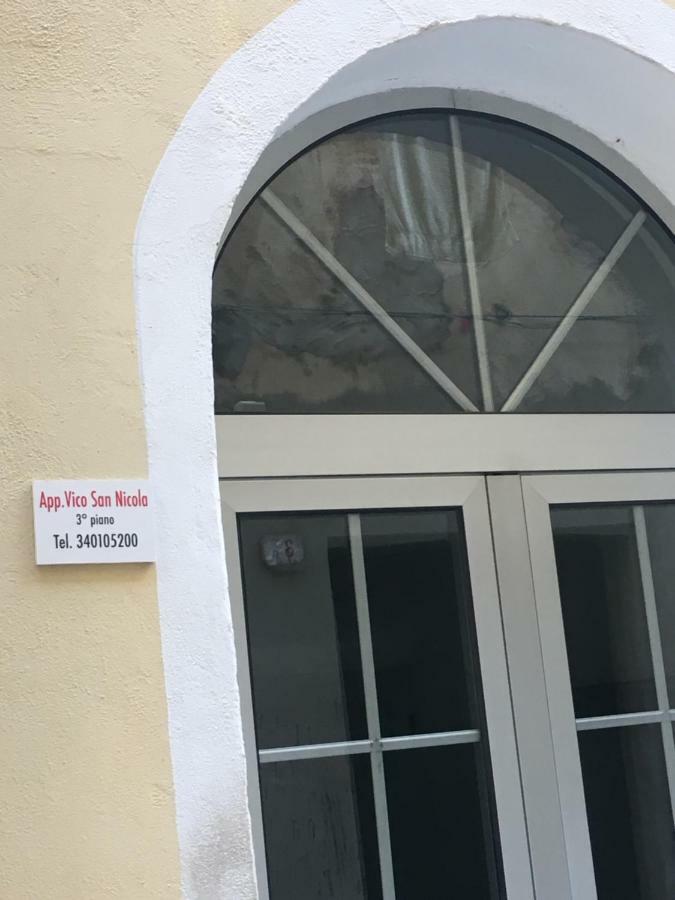 App.Vico San Nicola
3° piano
Tel. 340105200